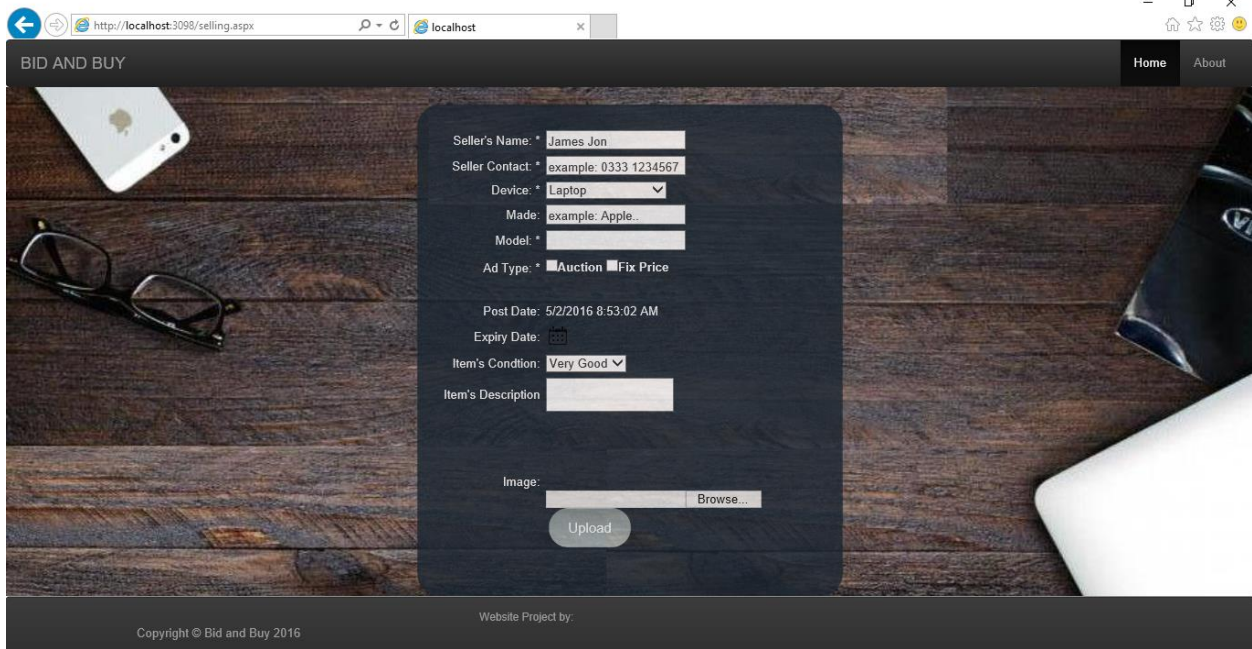 http://localhost:3098/selling.aspx
localhost
BID AND BUY
Home About
Seller's Name: * James Jon
Seller Contact: * example: 0333 1234567
Device: * Laptop
Made: example: Apple..
Model: *
Ad Type: * Auction Fix Price
Post Date: 5/2/2016 8:53:02 AM
Expiry Date:
Item's Condtion: Very Good
Item's Description
Image:
Browse...
Upload
Website Project by:
Copyright © Bid and Buy 2016